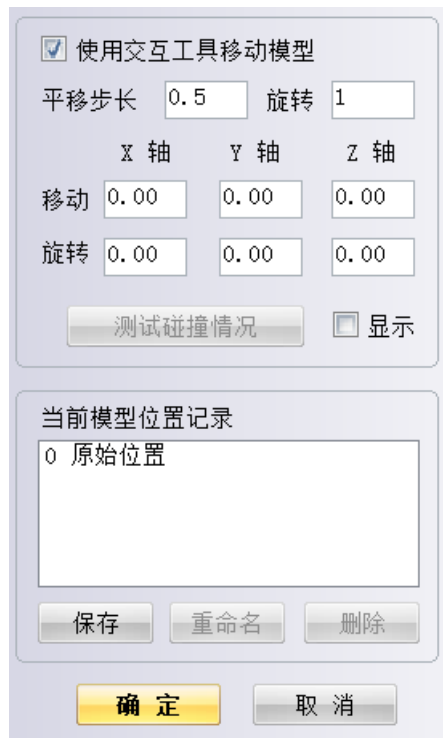 使用交互工具移动模型
平移步长 0.5 旋转 1
X 轴 Y 轴 Z 轴
移动 0.00 0.00 0.00
旋转 0.00 0.00 0.00
测试碰撞情况 显示
当前模型位置记录
0 原始位置
保存 重命名 删除
确 定 取 消